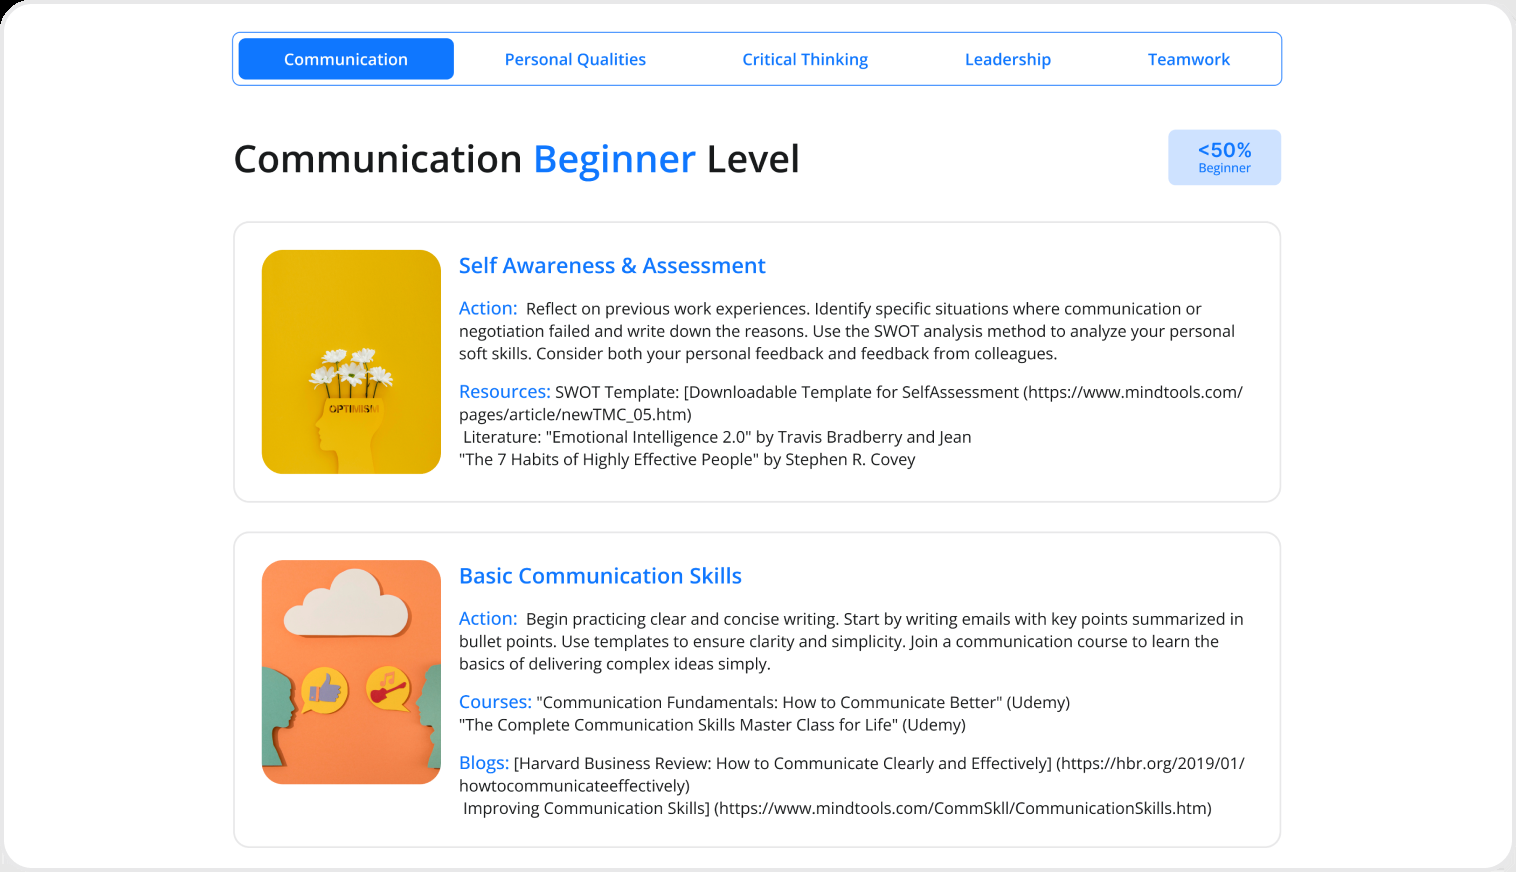 Communication
Personal Qualities
Critical Thinking
Leadership
Teamwork
Communication Beginner Level
<50%
Beginner
Self Awareness & Assessment
Action: Reflect on previous work experiences. Identify specific situations where communication or
negotiation failed and write down the reasons. Use the SWOT analysis method to analyze your personal
soft skills. Consider both your personal feedback and feedback from colleagues.
Resources: SWOT Template: [Downloadable Template for SelfAssessment (https://www.mindtools.com/
pages/article/newTMC_05.htm)
Literature: "Emotional Intelligence 2.0" by Travis Bradberry and Jean
"The 7 Habits of Highly Effective People" by Stephen R. Covey
OPTIMISM
Basic Communication Skills
Action: Begin practicing clear and concise writing. Start by writing emails with key points summarized in
bullet points. Use templates to ensure clarity and simplicity. Join a communication course to learn the
basics of delivering complex ideas simply.
Courses: "Communication Fundamentals: How to Communicate Better" (Udemy)
"The Complete Communication Skills Master Class for Life" (Udemy)
Blogs: [Harvard Business Review: How to Communicate Clearly and Effectively] (https://hbr.org/2019/01/
howtocommunicateeffectively)
Improving Communication Skills] (https://www.mindtools.com/CommSkll/CommunicationSkills.htm)